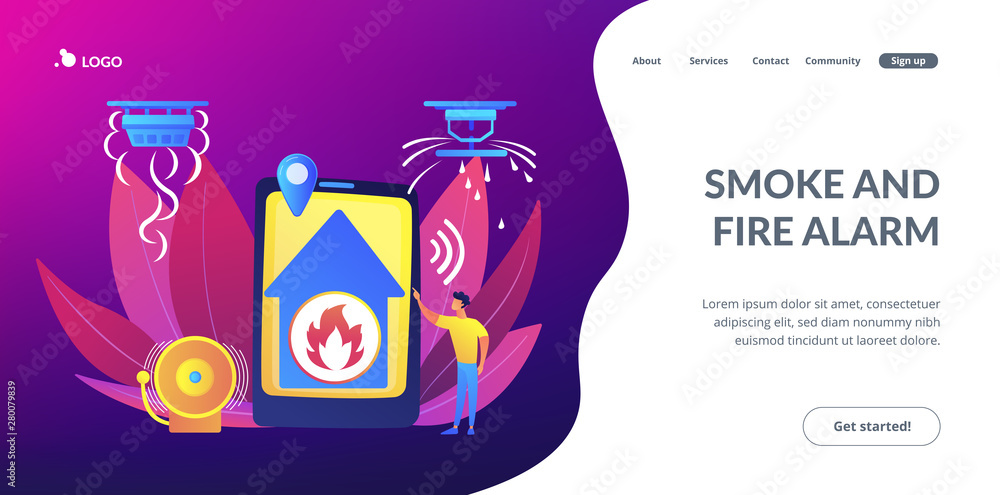 LOGO
About Services Contact Community Sign up
SMOKE AND
FIRE ALARM
Lorem ipsum dolor sit amet, consectetuer
adipiscing elit, sed diam nonummy nibh
euismod tincidunt ut laoreet dolore.
Get started!
Adobe Stock | #280079839